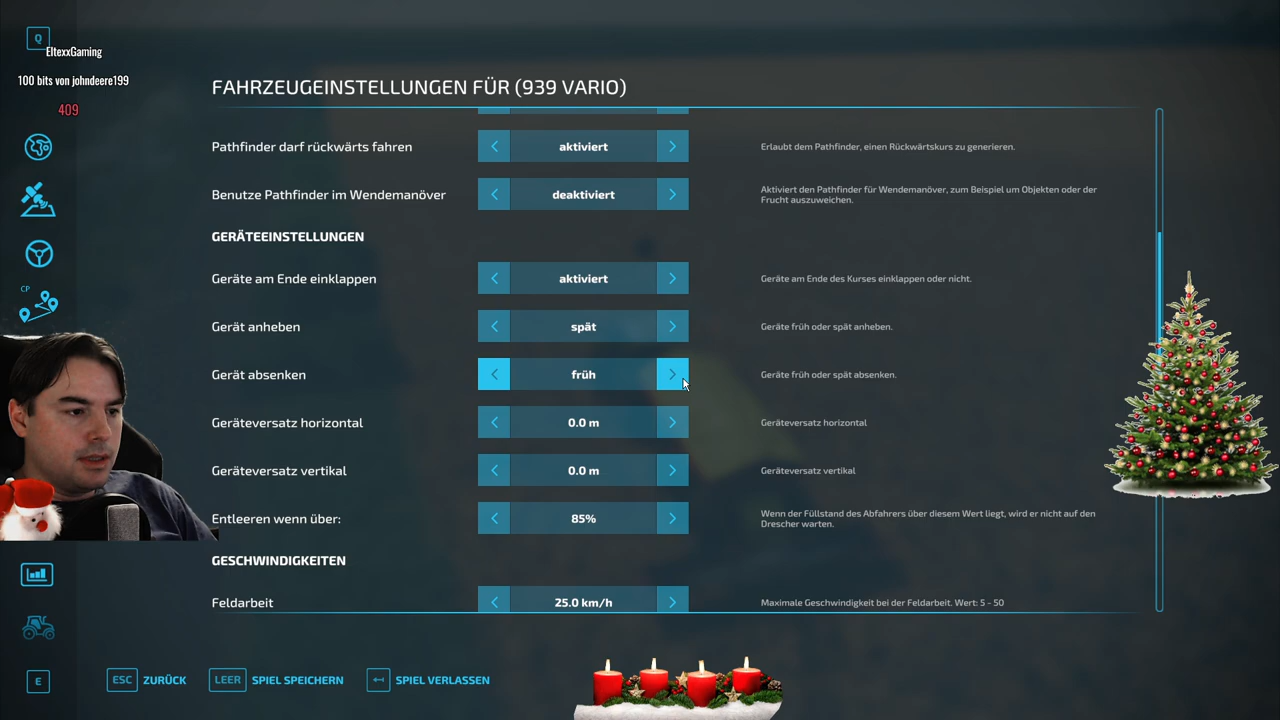 Q
EltexxGaming
100 bits von johndeere199
409
FAHRZEUGEINSTELLUNGEN FÜR (939 VARIO)
Pathfinder darf rückwärts fahren
aktiviert
Erlaubt dem Pathfinder, einen Rückwärtskurs zu generieren.
Benutze Pathfinder im Wendemanöver
deaktiviert
Aktiviert den Pathfinder für Wendemanöver, zum Beispiel um Objekten oder der
Frucht auszuweichen.
GERÄTEEINSTELLUNGEN
Geräte am Ende einklappen
aktiviert
Geräte am Ende des Kurses einklappen oder nicht.
CP
Gerät anheben
spät
Geräte früh oder spät anheben.
Gerät absenken
früh
Geräte früh oder spät absenken.
Geräteversatz horizontal
0.0 m
Geräteversatz horizontal
Geräteversatz vertikal
0.0 m
Geräteversatz vertikal
Entleeren wenn über:
85%
Wenn der Füllstand des Abfahrers über diesem Wert liegt, wird er nicht auf den
Drescher warten.
GESCHWINDIGKEITEN
Feldarbeit
25.0 km/h
Maximale Geschwindigkeit bei der Feldarbeit. Wert: 5 - 50
E
ESC ZURÜCK
LEER SPIEL SPEICHERN
SPIEL VERLASSEN